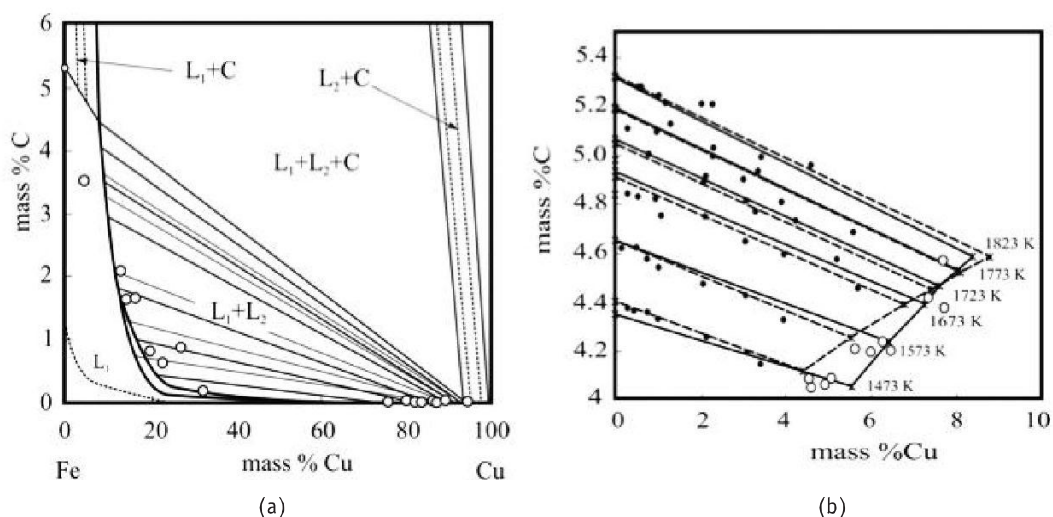 6
5
4
3
2
1
0
mass % C
L₁+C
L₂+C
L₁+L₂+C
L₁+L₂
L₁
0
20
40
60
80
100
mass % Cu
Fe
Cu
(a)
5.4
5.2
5.0
4.8
4.6
4.4
4.2
4
mass %C
1823 K
1773 K
1723 K
1673 K
1573 K
1473 K
0
2
4
6
8
10
mass %Cu
(b)